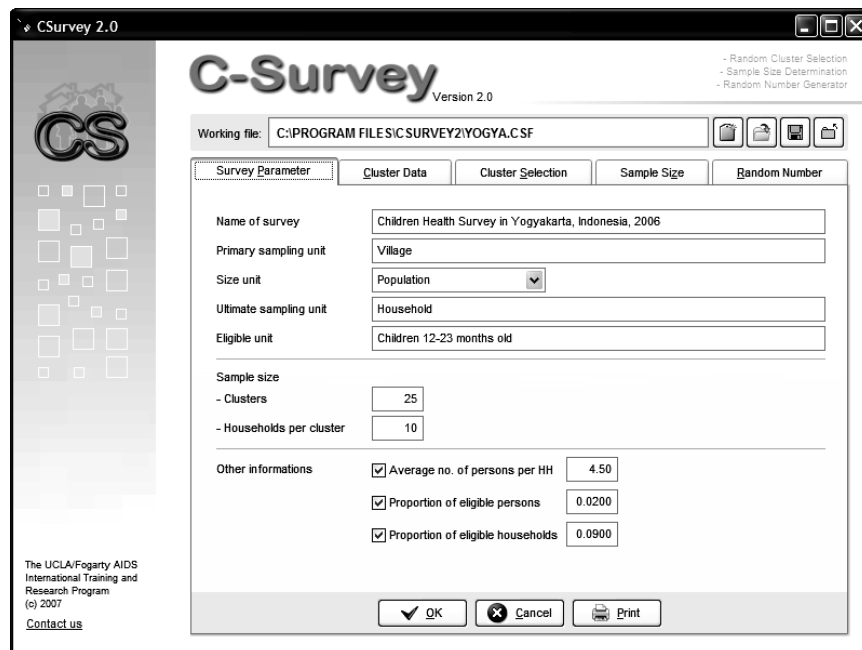 CSurvey 2.0
C-Survey
Version 2.0
- Random Cluster Selection
- Sample Size Determination
- Random Number Generator
CS
Working file: C:\PROGRAM FILES\CSURVEY2\YOGYA.CSF
Survey Parameter Cluster Data Cluster Selection Sample Size Random Number
Name of survey Children Health Survey in Yogyakarta, Indonesia, 2006
Primary sampling unit Village
Size unit Population
Ultimate sampling unit Household
Eligible unit Children 12-23 months old
Sample size
- Clusters 25
- Households per cluster 10
Other informations Average no. of persons per HH 4.50
Proportion of eligible persons 0.0200
Proportion of eligible households 0.0900
The UCLA/Fogarty AIDS
International Training and
Research Program
(c) 2007
Contact us
OK Cancel Print